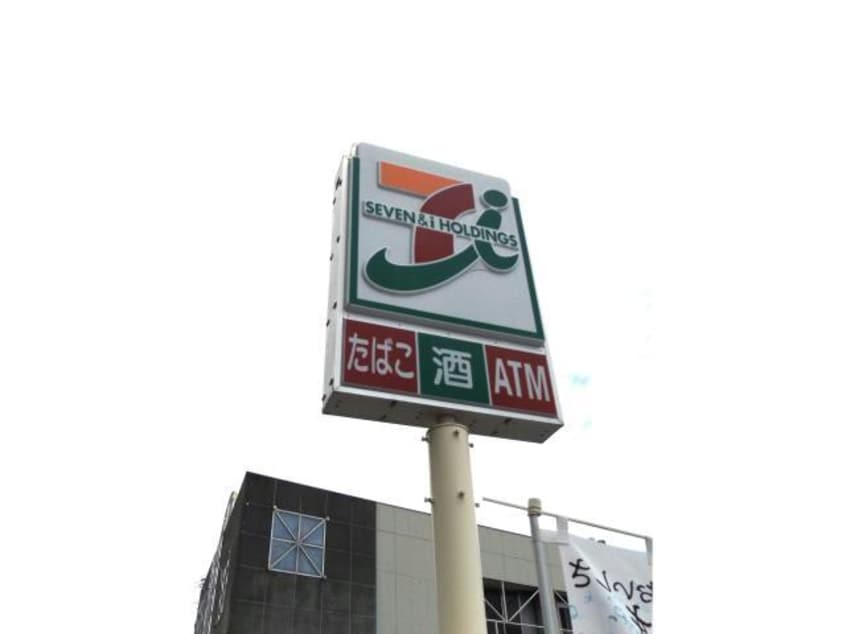 SEVEN & i HOLDINGS
たばこ 酒 ATM